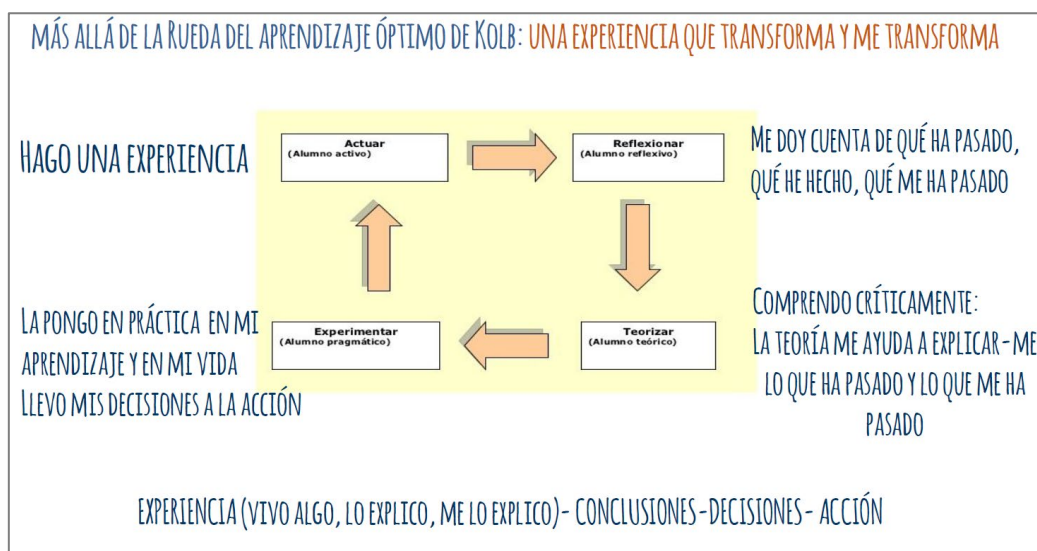 MÁS ALLÁ DE LA RUEDA DEL APRENDIZAJE ÓPTIMO DE KOLB: UNA EXPERIENCIA QUE TRANSFORMA Y ME TRANSFORMA
HAGO UNA EXPERIENCIA
Actuar
(Alumno activo)
Reflexionar
(Alumno reflexivo)
ME DOY CUENTA DE QUÉ HA PASADO,
QUÉ HE HECHO, QUÉ ME HA PASADO
LA PONGO EN PRÁCTICA EN MI
APRENDIZAJE Y EN MI VIDA
LLEVO MIS DECISIONES A LA ACCIÓN
Experimentar
(Alumno pragmático)
Teorizar
(Alumno teórico)
COMPRENDO CRÍTICAMENTE:
LA TEORÍA ME AYUDA A EXPLICAR-ME
LO QUE HA PASADO Y LO QUE ME HA
PASADO
EXPERIENCIA (VIVO ALGO, LO EXPLICO, ME LO EXPLICO)- CONCLUSIONES-DECISIONES- ACCIÓN